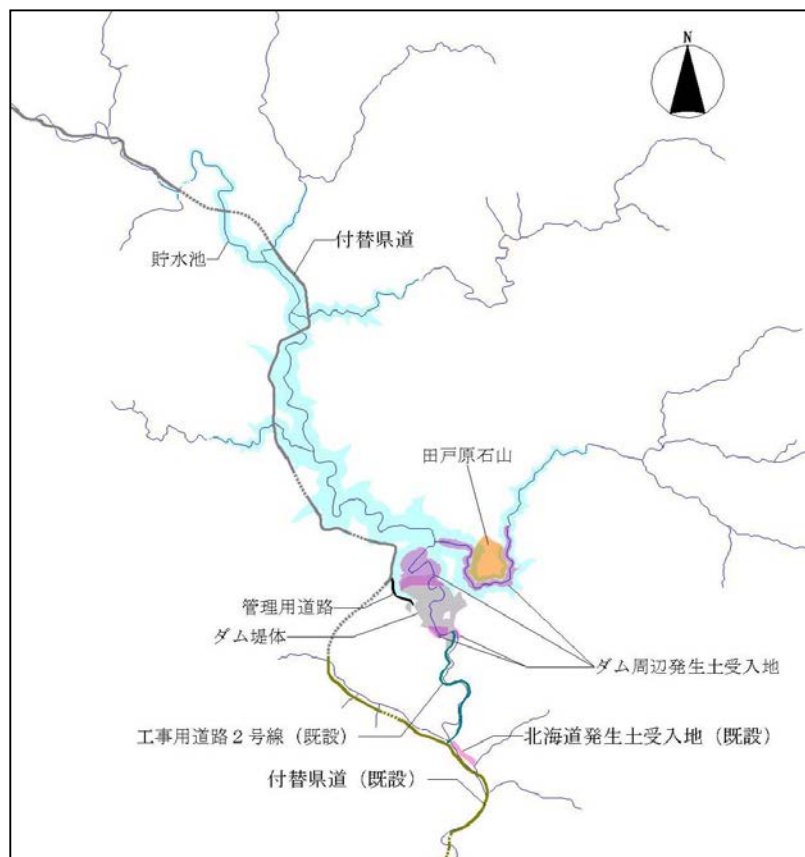 N
付替県道
貯水池
田戸原石山
管理用道路
ダム堤体
ダム周辺発生土受入地
工事用道路2号線（既設）
北海道発生土受入地（既設）
付替県道（既設）